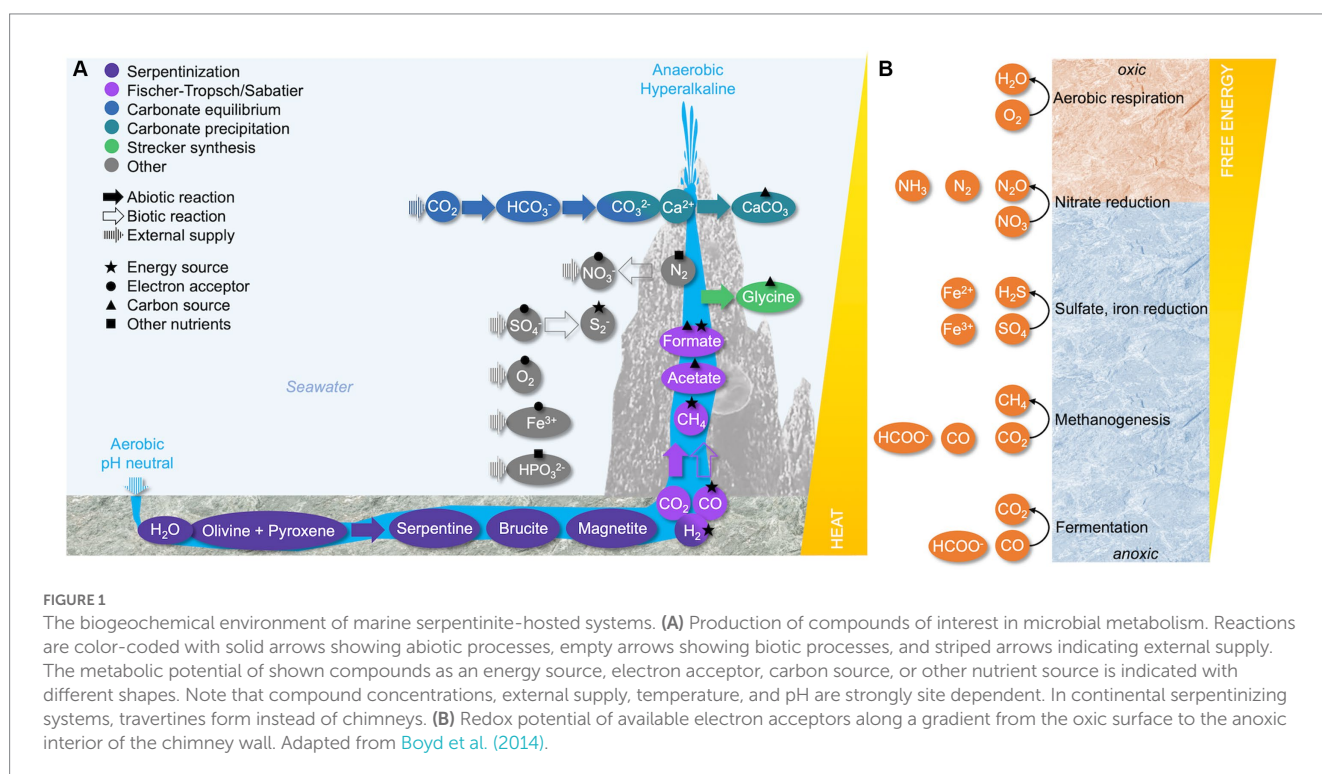 A
Serpentinization
Fischer-Tropsch/Sabatier
Carbonate equilibrium
Carbonate precipitation
Strecker synthesis
Other
Abiotic reaction
Biotic reaction
External supply
Energy source
Electron acceptor
Carbon source
Other nutrients
Anaerobic
Hyperalkaline
CO₂
HCO₃⁻
CO₃²⁻
Ca²⁺
CaCO₃
NO₃⁻
N₂
Glycine
SO₄⁻
S₂⁻
Formate
O₂
Acetate
Seawater
Fe³⁺
CH₄
Aerobic
pH neutral
HPO₃²⁻
CO₂
CO
H₂O
Olivine + Pyroxene
Serpentine
Brucite
Magnetite
H₂
HEAT
B
oxic
H₂O
Aerobic respiration
O₂
NH₃
N₂
N₂O
Nitrate reduction
NO₃
Fe²⁺
H₂S
Sulfate, iron reduction
Fe³⁺
SO₄
CH₄
Methanogenesis
HCOO⁻
CO
CO₂
CO₂
Fermentation
HCOO⁻
CO
anoxic
FREE ENERGY
FIGURE 1
The biogeochemical environment of marine serpentinite-hosted systems. (A) Production of compounds of interest in microbial metabolism. Reactions
are color-coded with solid arrows showing abiotic processes, empty arrows showing biotic processes, and striped arrows indicating external supply.
The metabolic potential of shown compounds as an energy source, electron acceptor, carbon source, or other nutrient source is indicated with
different shapes. Note that compound concentrations, external supply, temperature, and pH are strongly site dependent. In continental serpentinizing
systems, travertines form instead of chimneys. (B) Redox potential of available electron acceptors along a gradient from the oxic surface to the anoxic
interior of the chimney wall. Adapted from Boyd et al. (2014).